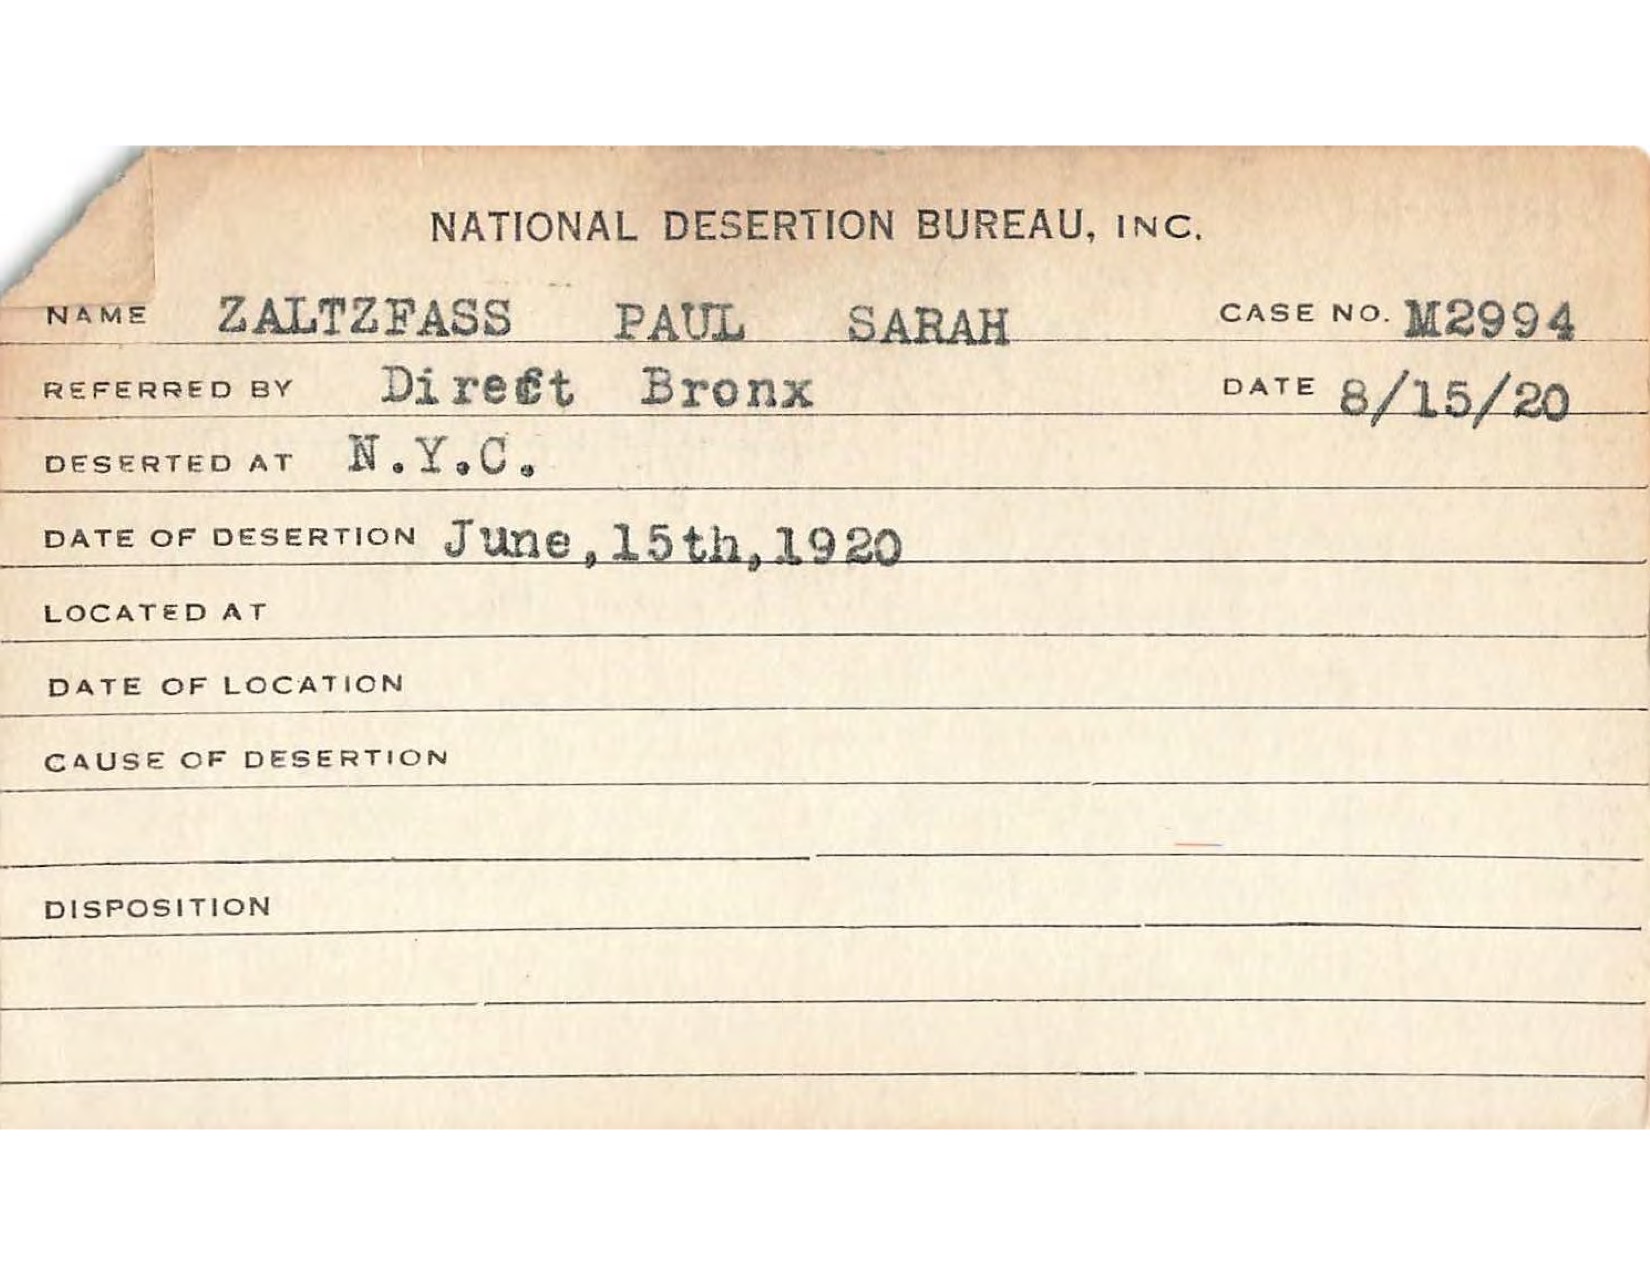 NATIONAL DESERTION BUREAU, INC.
NAME ZALTZFASS PAUL SARAH CASE NO. M2994
REFERRED BY Direct Bronx DATE 8/15/20
DESERTED AT N.Y.C.
DATE OF DESERTION June,15th,1920
LOCATED AT
DATE OF LOCATION
CAUSE OF DESERTION
DISPOSITION